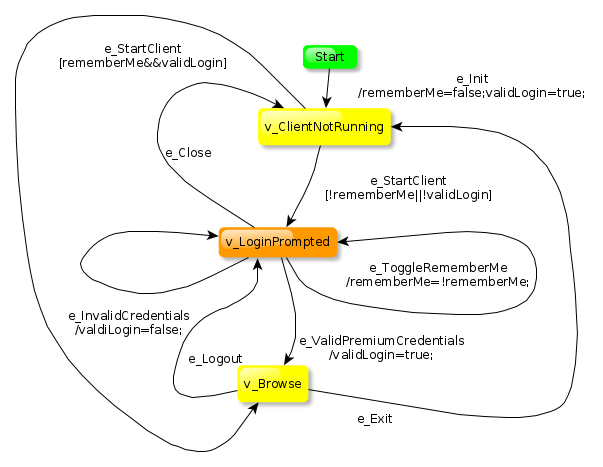 e_StartClient
[rememberMe&&validLogin]
Start
e_Init
/rememberMe=false;validLogin=true;
v_ClientNotRunning
e_Close
e_StartClient
[!rememberMe||!validLogin]
v_LoginPrompted
e_ToggleRememberMe
/rememberMe=!rememberMe;
e_InvalidCredentials
/valdiLogin=false;
e_ValidPremiumCredentials
/validLogin=true;
e_Logout
v_Browse
e_Exit